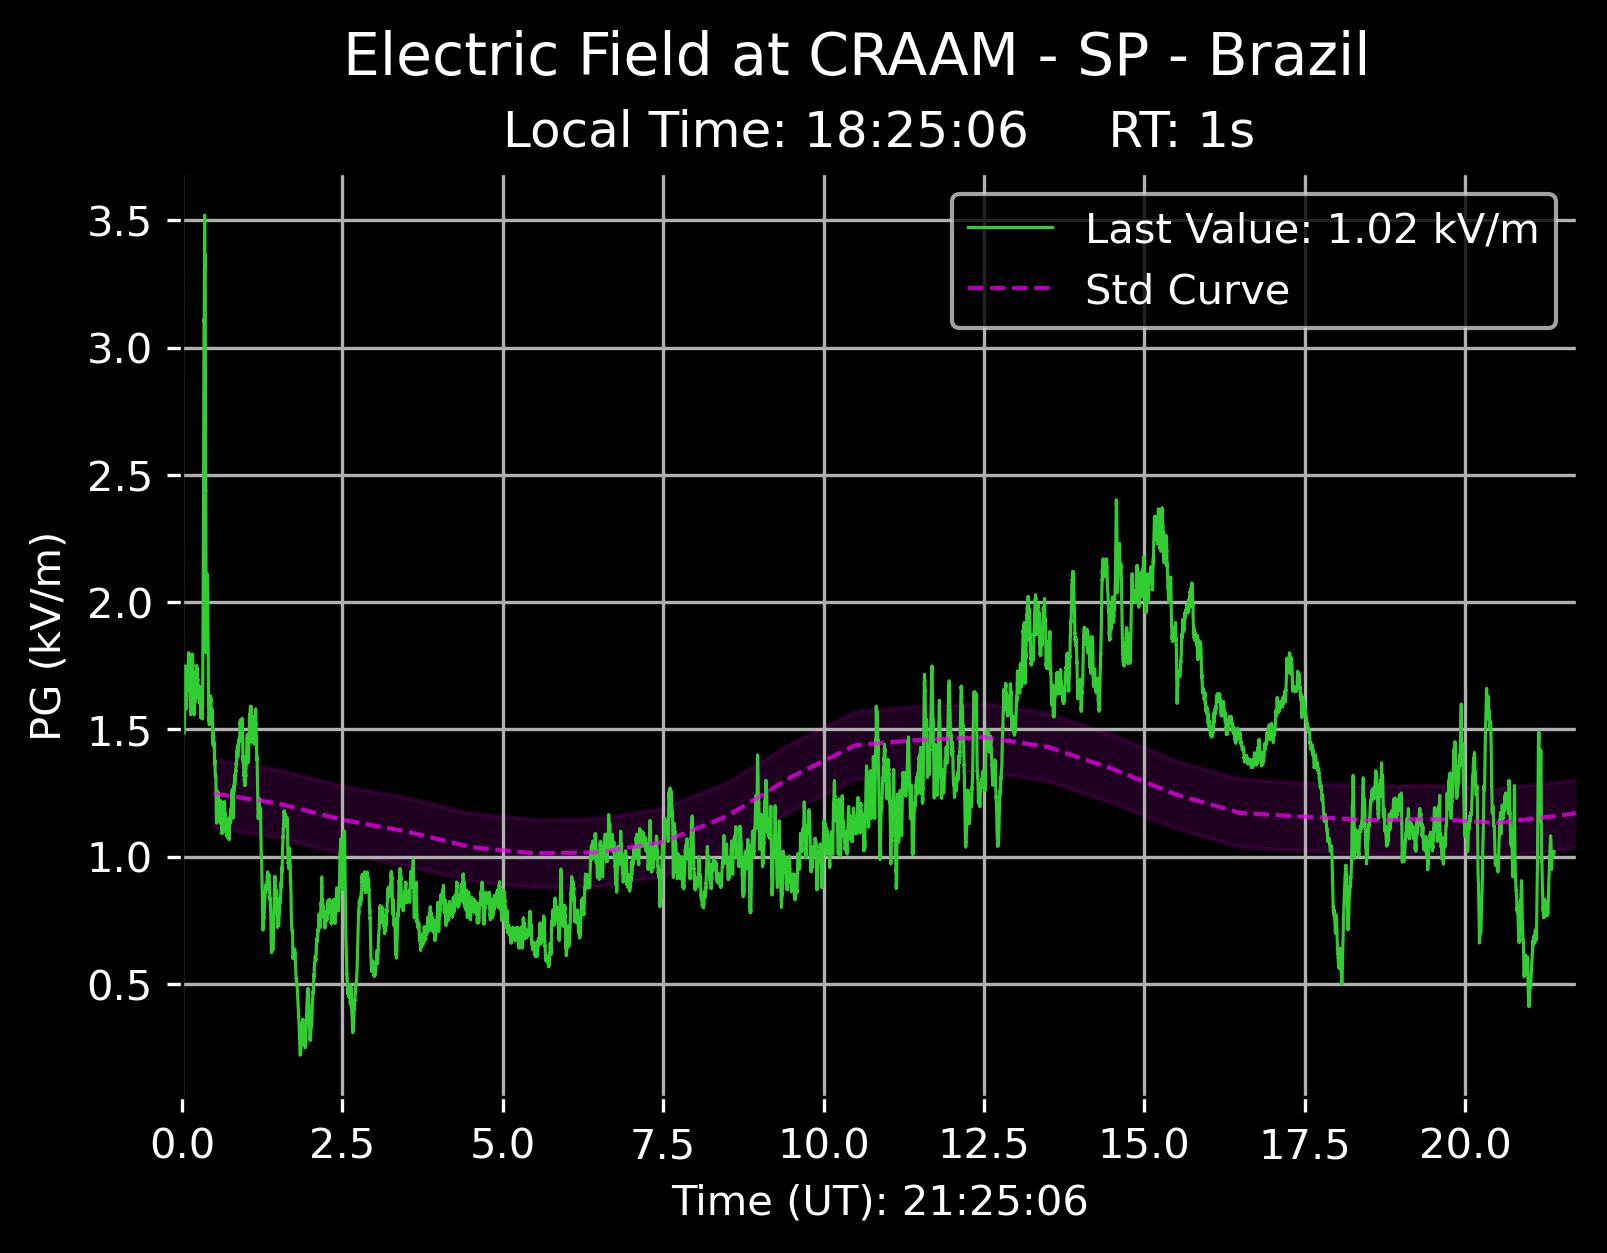 Electric Field at CRAAM - SP - Brazil
Local Time: 18:25:06 RT: 1s
Last Value: 1.02 kV/m
Std Curve
PG (kV/m)
3.5
3.0
2.5
2.0
1.5
1.0
0.5
0.0 2.5 5.0 7.5 10.0 12.5 15.0 17.5 20.0
Time (UT): 21:25:06